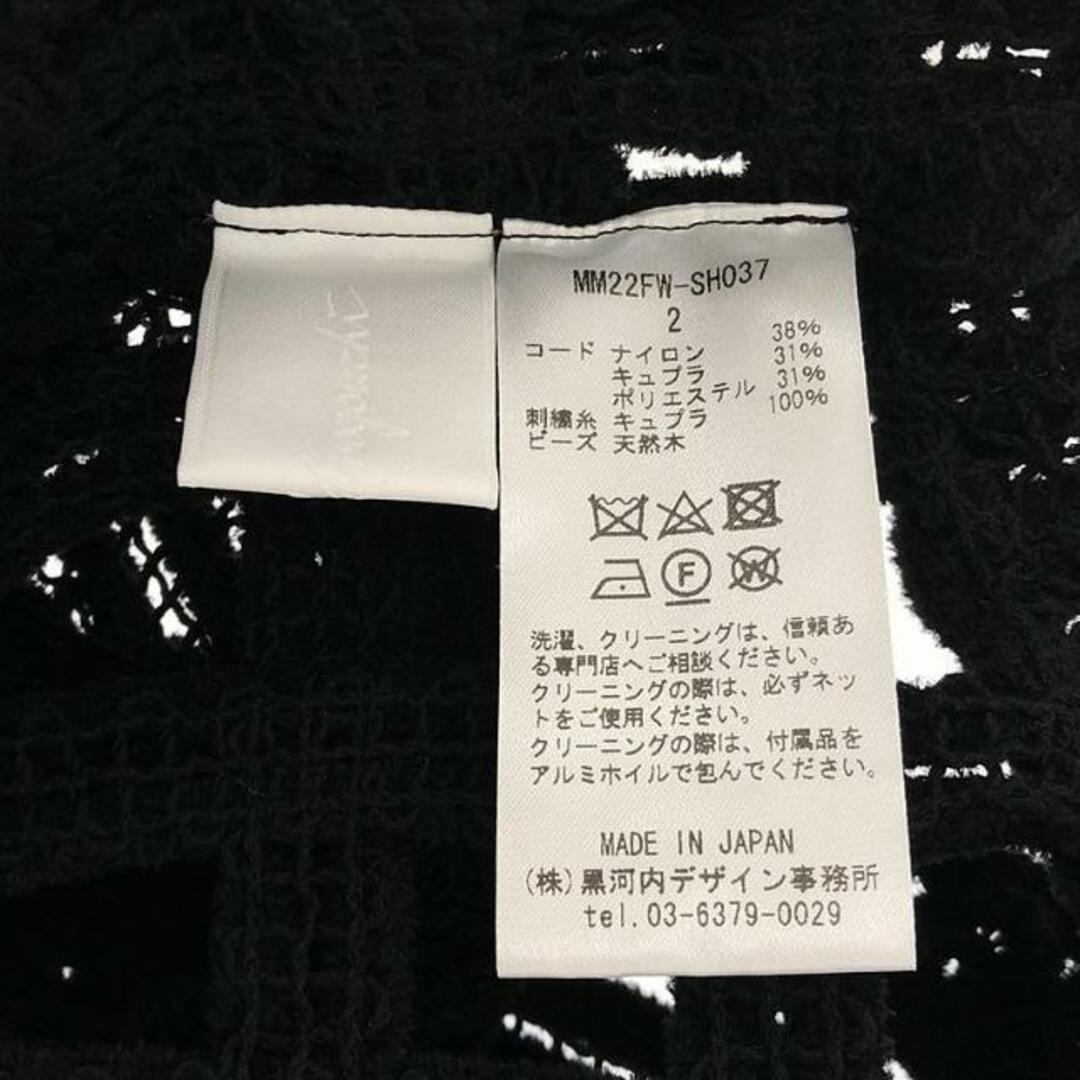 MM22FW-SH037
2
コード ナイロン 38%
キュプラ 31%
ポリエステル 31%
刺繍糸 キュプラ 100%
ビーズ 天然木
F
W
洗濯、クリーニングは、信頼あ
る専門店へご相談ください。
クリーニングの際は、必ずネッ
トをご使用ください。
クリーニングの際は、付属品を
アルミホイルで包んでください。
MADE IN JAPAN
(株)黒河内デザイン事務所
tel.03-6379-0029